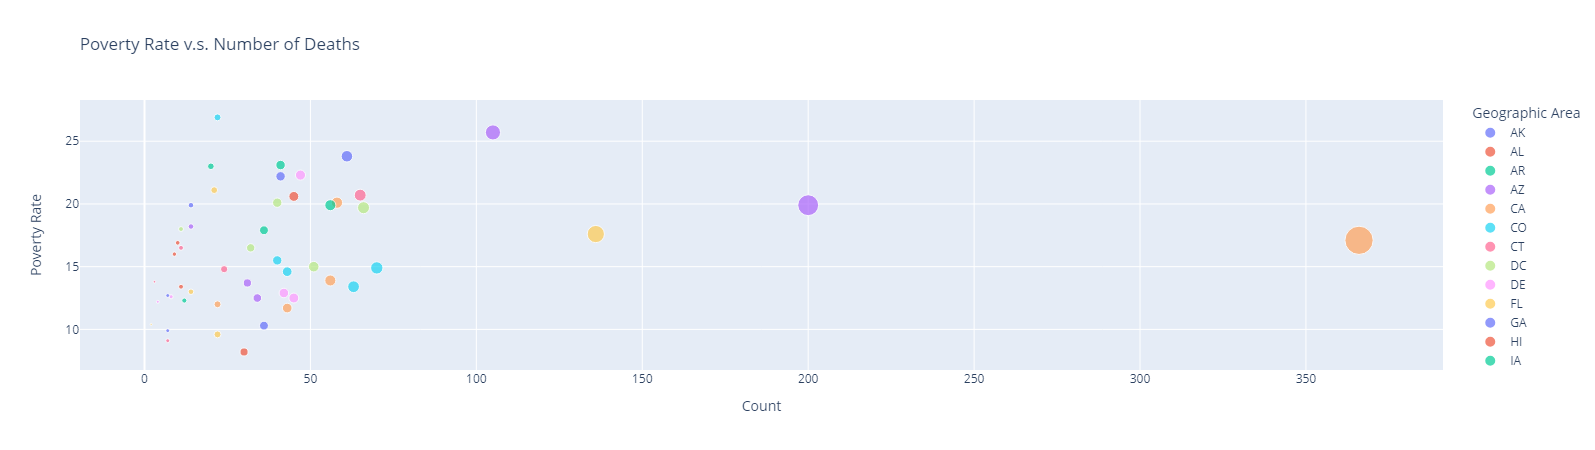 Poverty Rate v.s. Number of Deaths
Geographic Area
AK
AL
AR
AZ
CA
CO
CT
DC
DE
FL
GA
HI
IA
25
20
15
10
Poverty Rate
0 50 100 150 200 250 300 350
Count